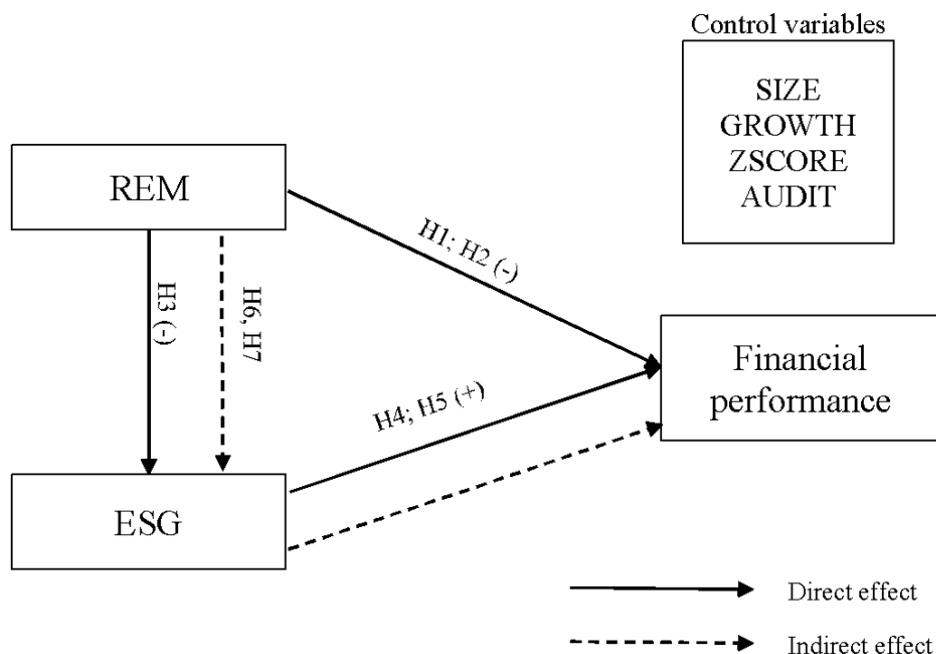 Control variables
SIZE
GROWTH
ZSCORE
AUDIT
REM
H1; H2 (-)
H3 (-)
H6, H7
Financial
performance
H4; H5 (+)
ESG
Direct effect
Indirect effect